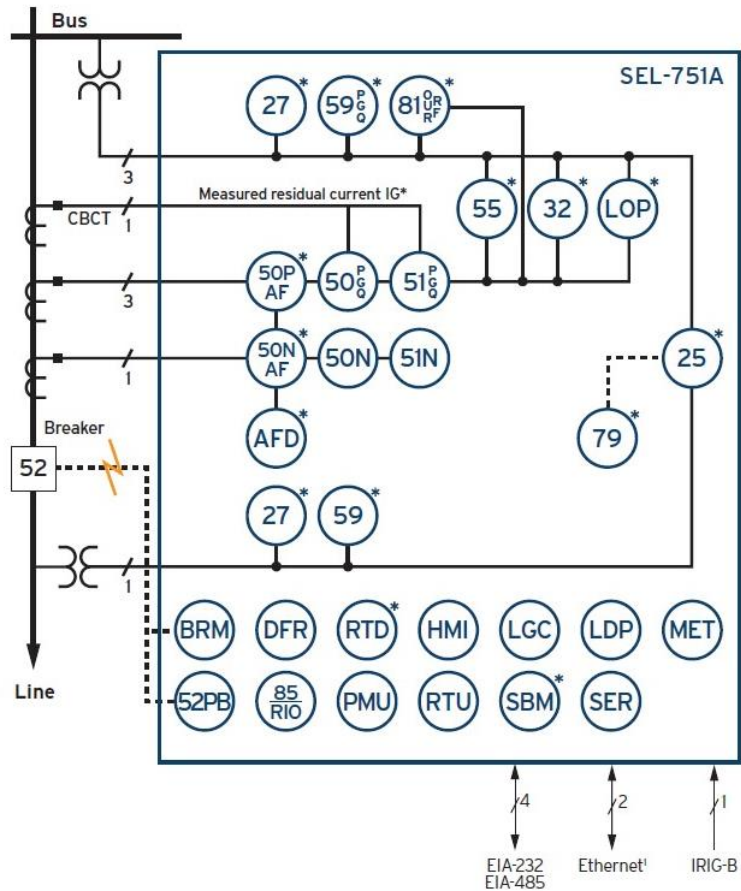 Bus
SEL-751A
27 *
59 P G Q *
81 O U R RF *
3
CBCT
1
Measured residual current IG*
55 *
32 *
LOP *
3
50P AF *
50 P G Q
51 P G Q
1
50N AF *
50N
51N
25 *
Breaker
AFD *
79 *
52
27 *
59 *
1
BRM
DFR
RTD *
HMI
LGC
LDP
MET
Line
52PB
85 RIO
PMU
RTU
SBM *
SER
4
2
1
EIA-232
EIA-485
Ethernet¹
IRIG-B